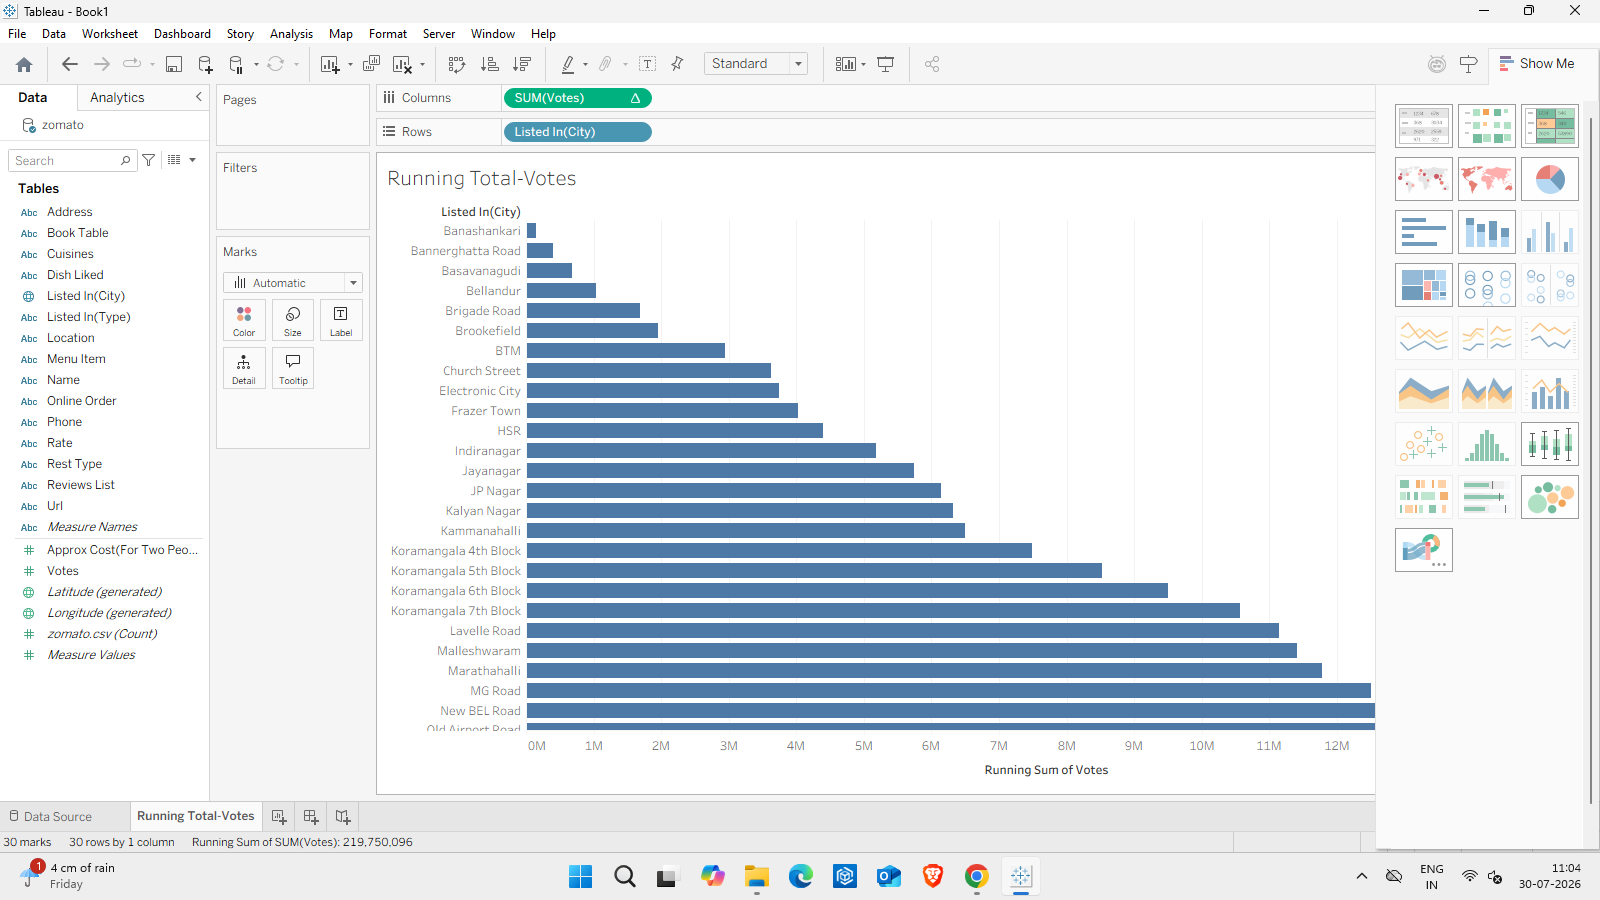 Tableau - Book1
File Data Worksheet Dashboard Story Analysis Map Format Server Window Help
Standard
Show Me
Data Analytics
zomato
Search
Tables
Abc Address
Abc Book Table
Abc Cuisines
Abc Dish Liked
Listed In(City)
Abc Listed In(Type)
Abc Location
Abc Menu Item
Abc Name
Abc Online Order
Abc Phone
Abc Rate
Abc Rest Type
Abc Reviews List
Abc Url
Abc Measure Names
# Approx Cost(For Two Peo...
# Votes
Latitude (generated)
Longitude (generated)
# zomato.csv (Count)
# Measure Values
Pages
Filters
Marks
Automatic
Color Size Label
Detail Tooltip
Columns SUM(Votes)
Rows Listed In(City)
Running Total-Votes
Listed In(City)
Banashankari
Bannerghatta Road
Basavanagudi
Bellandur
Brigade Road
Brookefield
BTM
Church Street
Electronic City
Frazer Town
HSR
Indiranagar
Jayanagar
JP Nagar
Kalyan Nagar
Kammanahalli
Koramangala 4th Block
Koramangala 5th Block
Koramangala 6th Block
Koramangala 7th Block
Lavelle Road
Malleshwaram
Marathahalli
MG Road
New BEL Road
Old Airport Road
0M 1M 2M 3M 4M 5M 6M 7M 8M 9M 10M 11M 12M
Running Sum of Votes
Data Source Running Total-Votes
30 marks 30 rows by 1 column Running Sum of SUM(Votes): 219,750,096
1
4 cm of rain
Friday
ENG
IN
11:04
30-07-2026